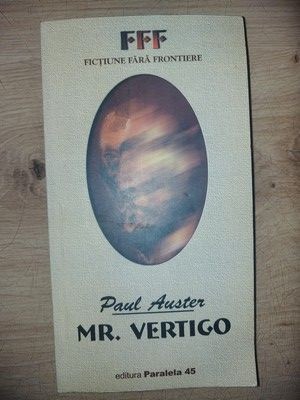 FFF
FICȚIUNE FĂRĂ FRONTIERE
Paul Auster
MR. VERTIGO
editura Paralela 45